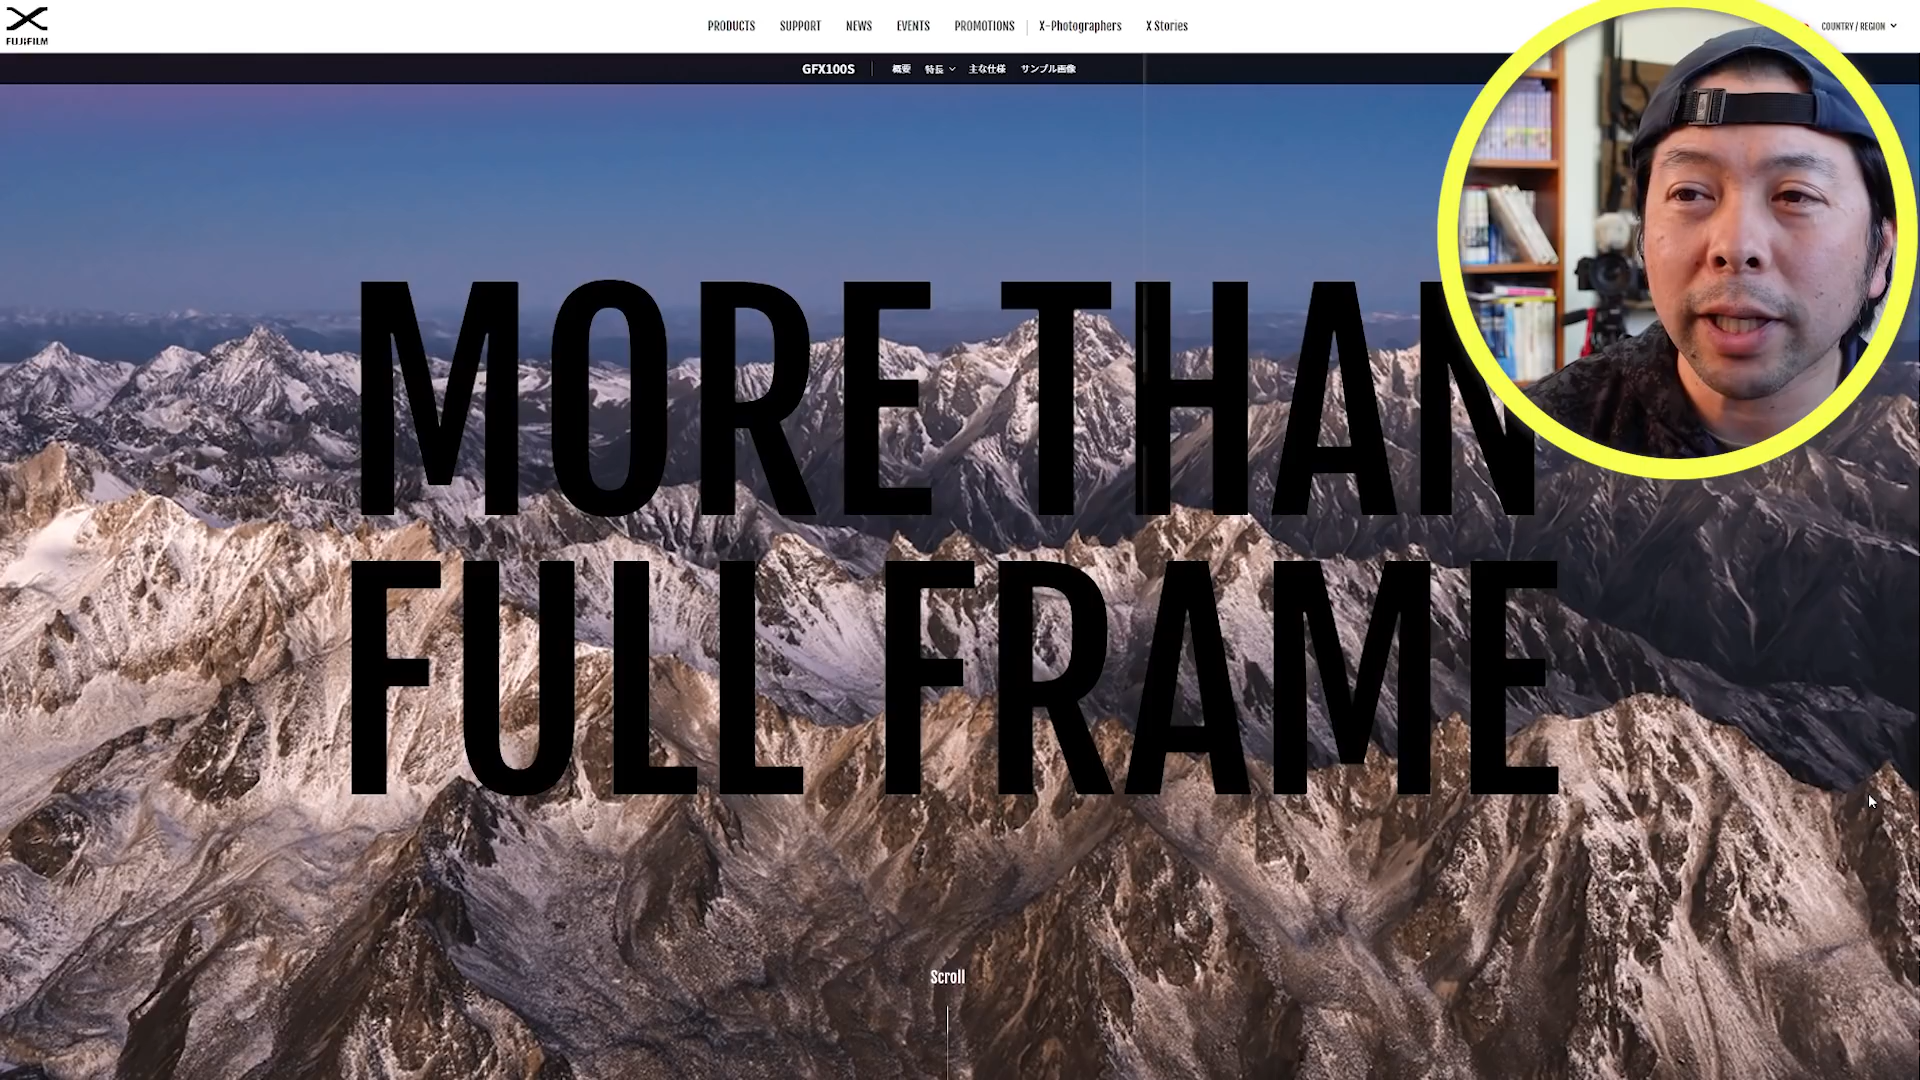 FUJIFILM
PRODUCTS SUPPORT NEWS EVENTS PROMOTIONS X-Photographers X Stories
COUNTRY / REGION
GFX100S 概要 特長 主な仕様 サンプル画像
MORE THAN
FULL FRAME
Scroll